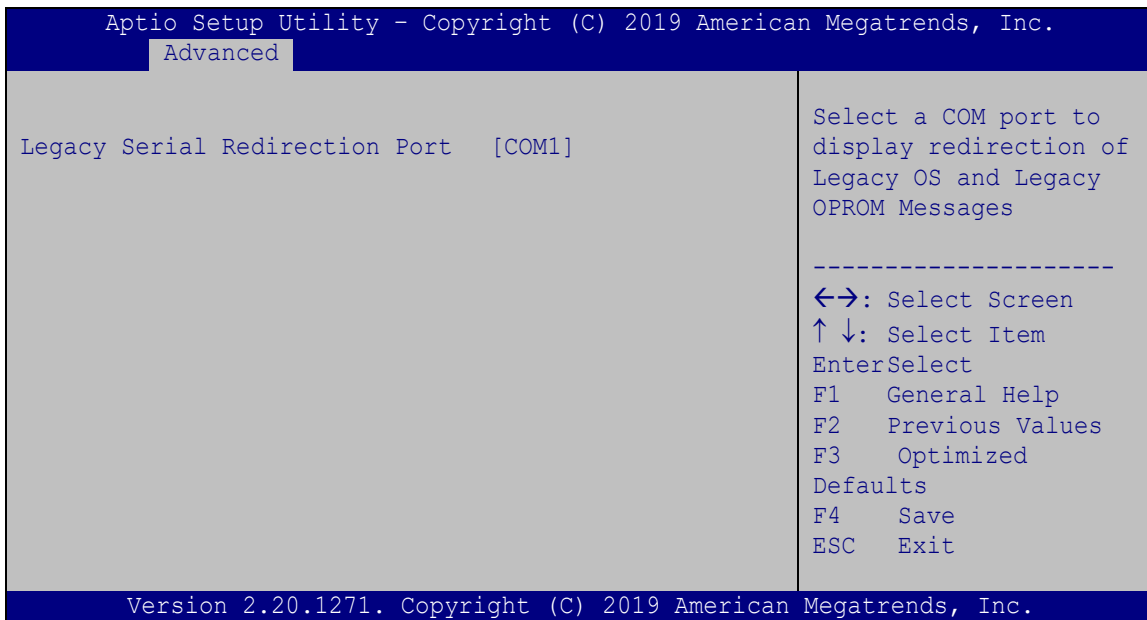 Aptio Setup Utility – Copyright (C) 2019 American Megatrends, Inc.
Advanced
Legacy Serial Redirection Port [COM1]
Select a COM port to
display redirection of
Legacy OS and Legacy
OPROM Messages
---------------------
←→: Select Screen
↑ ↓: Select Item
EnterSelect
F1 General Help
F2 Previous Values
F3 Optimized
Defaults
F4 Save
ESC Exit
Version 2.20.1271. Copyright (C) 2019 American Megatrends, Inc.